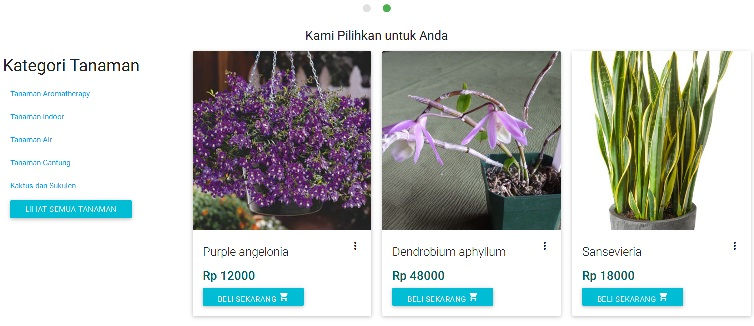 Kami Pilihkan untuk Anda
Kategori Tanaman
Tanaman Aromatherapy
Tanaman Indoor
Tanaman Air
Tanaman Gantung
Kaktus dan Sukulen
LIHAT SEMUA TANAMAN
Purple angelonia
Rp 12000
BELI SEKARANG
Dendrobium aphyllum
Rp 48000
BELI SEKARANG
Sansevieria
Rp 18000
BELI SEKARANG